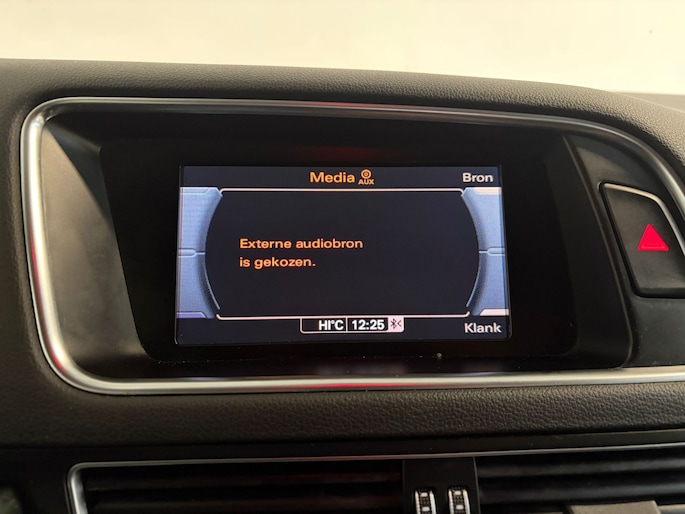 Media AUX Bron
Externe audiobron
is gekozen.
HI°C 12:25 Klank